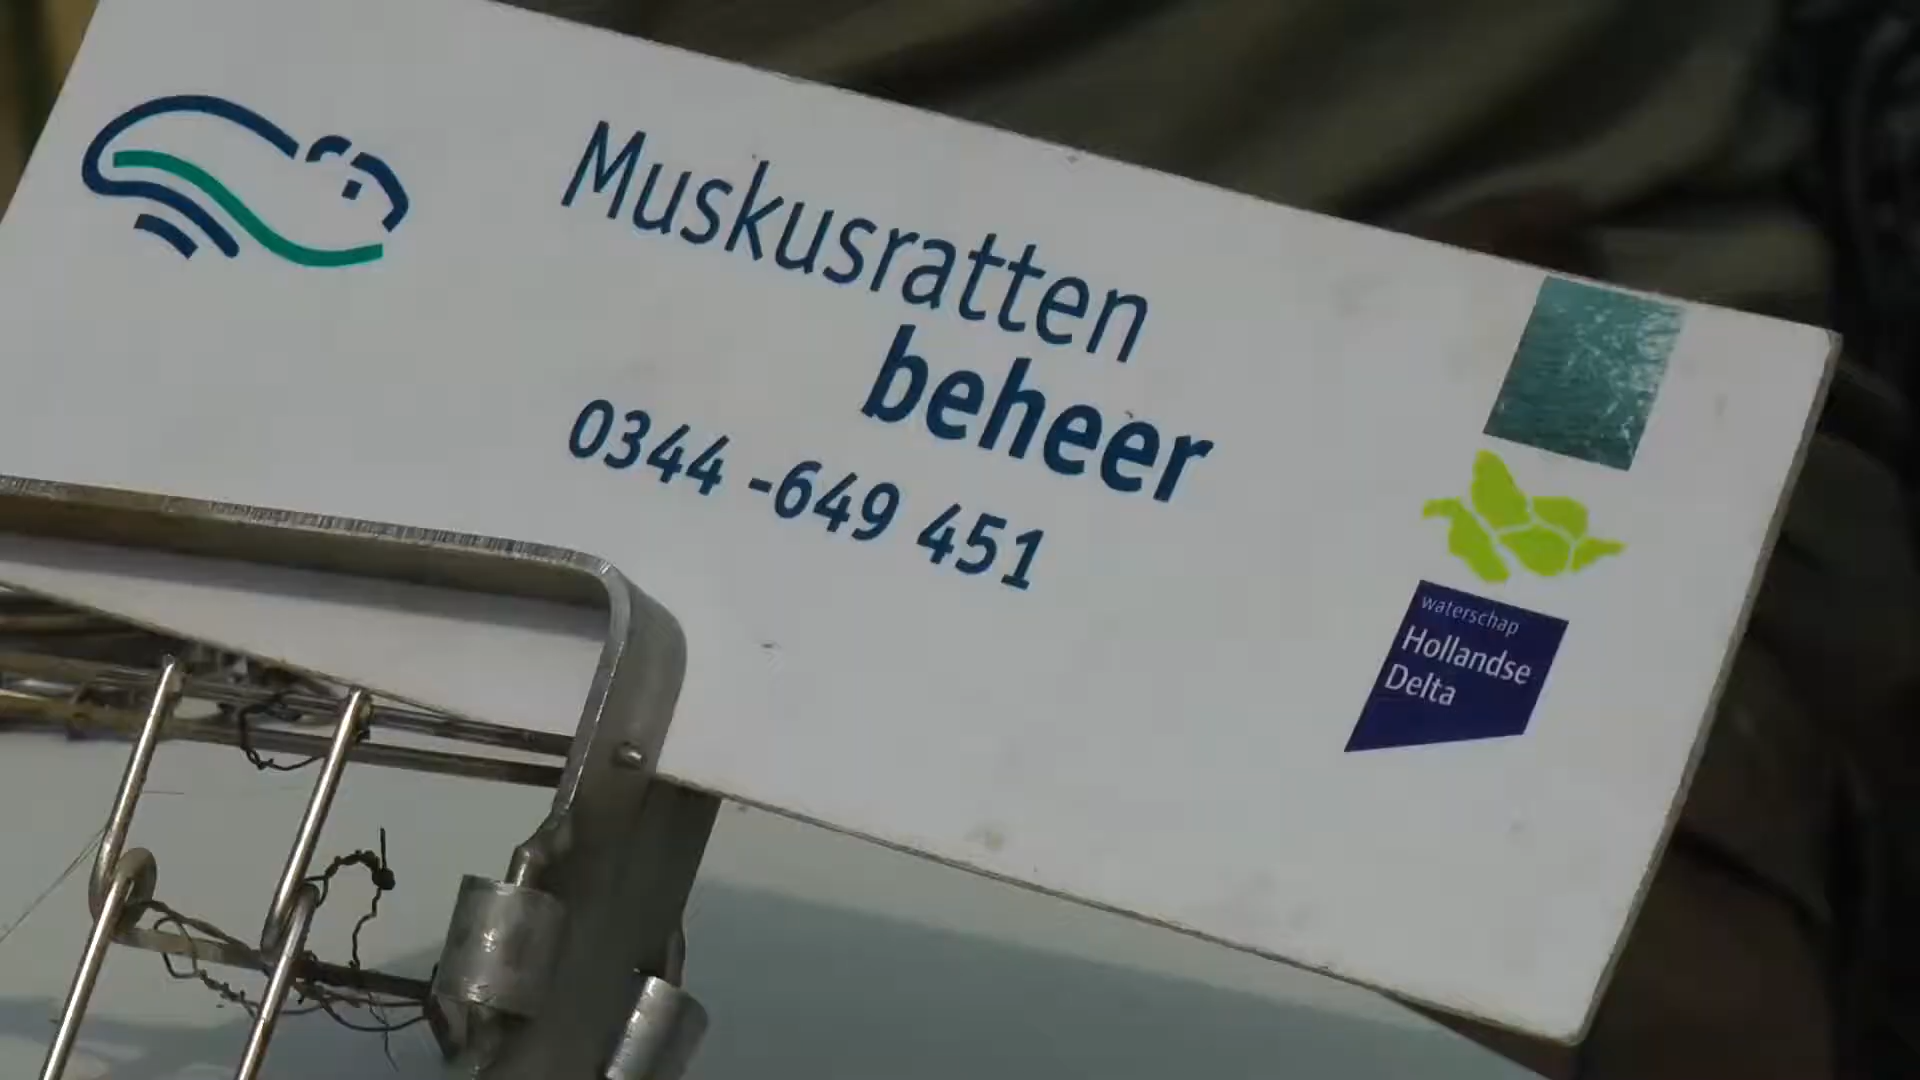 Muskusratten
beheer
0344 -649 451
waterschap
Hollandse
Delta